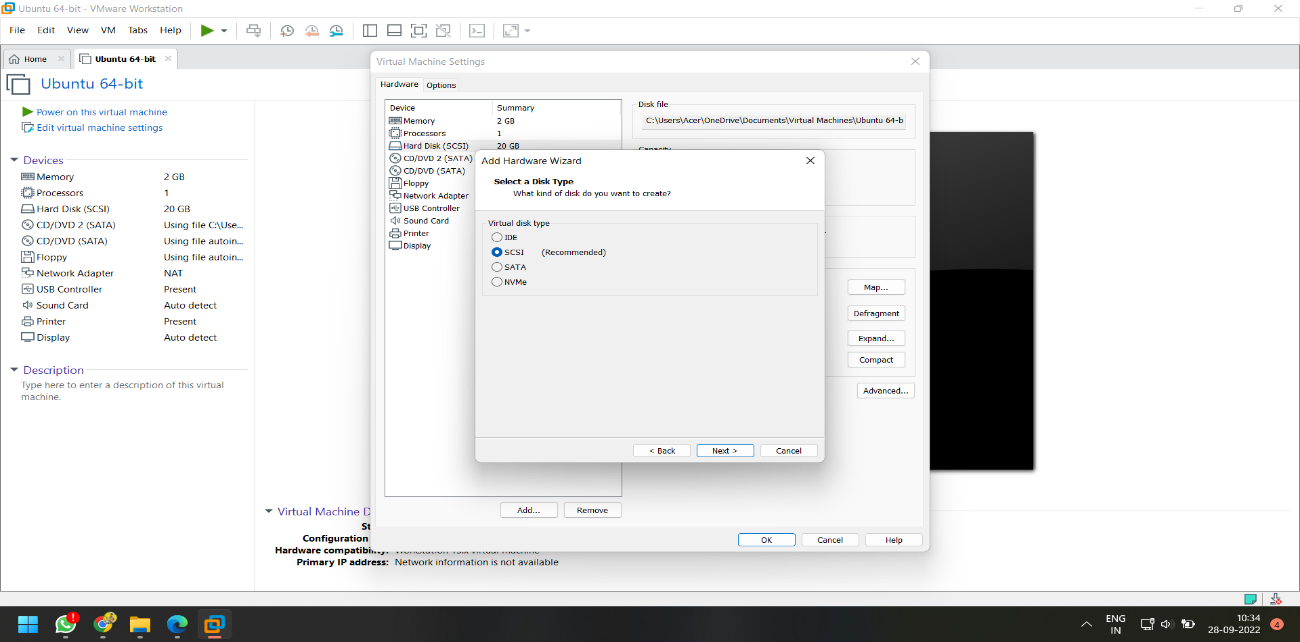 Ubuntu 64-bit - VMware Workstation
File Edit View VM Tabs Help
Home
Ubuntu 64-bit
Ubuntu 64-bit
Power on this virtual machine
Edit virtual machine settings
Devices
Memory 2 GB
Processors 1
Hard Disk (SCSI) 20 GB
CD/DVD 2 (SATA) Using file C:\Use...
CD/DVD (SATA) Using file autoin...
Floppy Using file autoin...
Network Adapter NAT
USB Controller Present
Sound Card Auto detect
Printer Present
Display Auto detect
Description
Type here to enter a description of this virtual
machine.
Virtual Machine Settings
Hardware Options
Device Summary
Memory 2 GB
Processors 1
Hard Disk (SCSI) 20 GB
CD/DVD 2 (SATA)
CD/DVD (SATA)
Floppy
Network Adapter
USB Controller
Sound Card
Printer
Display
Disk file
C:\Users\Acer\OneDrive\Documents\Virtual Machines\Ubuntu 64-b
Map...
Defragment
Expand...
Compact
Advanced...
Add Hardware Wizard
Select a Disk Type
What kind of disk do you want to create?
Virtual disk type
IDE
SCSI (Recommended)
SATA
NVMe
< Back Next > Cancel
Add... Remove
OK Cancel Help
Virtual Machine D
St
Configuration
Hardware compatibility:
Primary IP address: Network information is not available
ENG
IN
10:34
28-09-2022
4